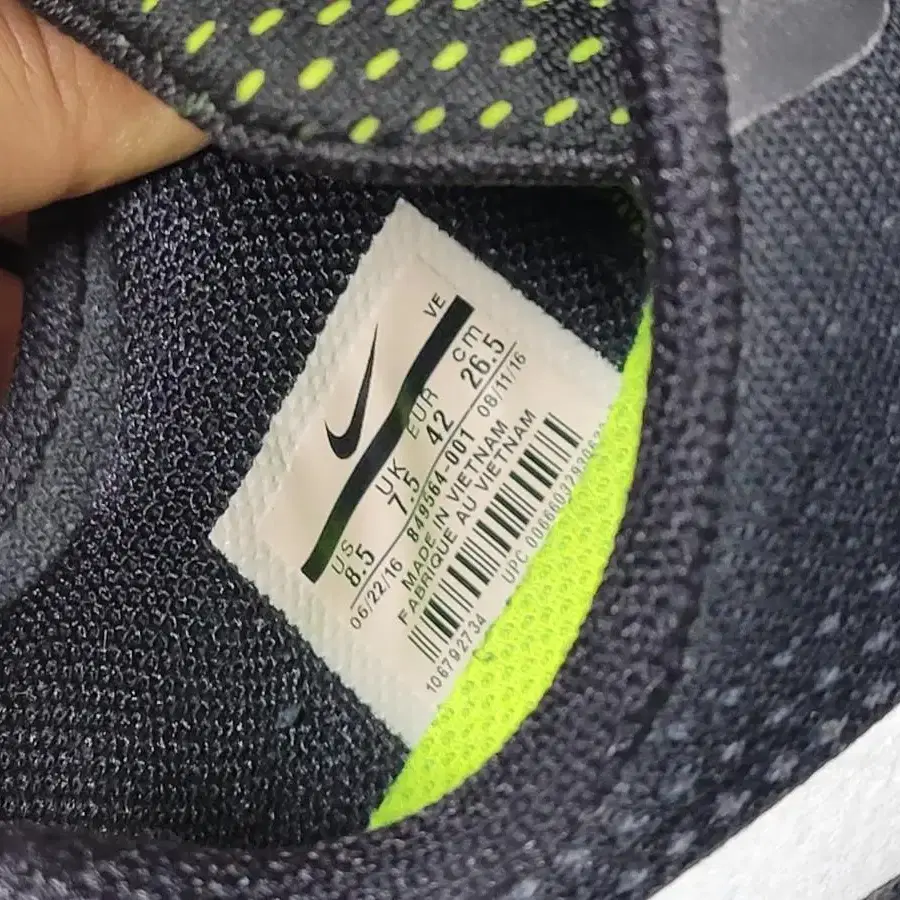 VE
US UK EUR cm
8.5 7.5 42 26.5
06/22/16 849564-001 09/11/16
MADE IN VIETNAM
FABRIQUE AU VIETNAM
106792734 UPC